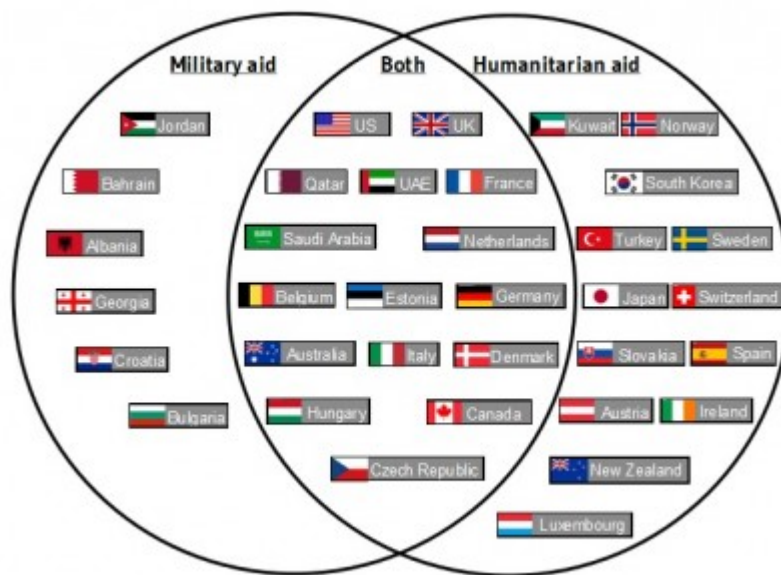 Military aid Both Humanitarian aid
Jordan US UK Kuwait Norway
Bahrain Qatar UAE France South Korea
Albania Saudi Arabia Netherlands Turkey Sweden
Georgia Belgium Estonia Germany Japan Switzerland
Croatia Australia Italy Denmark Slovakia Spain
Bulgaria Hungary Canada Austria Ireland
Czech Republic New Zealand
Luxembourg